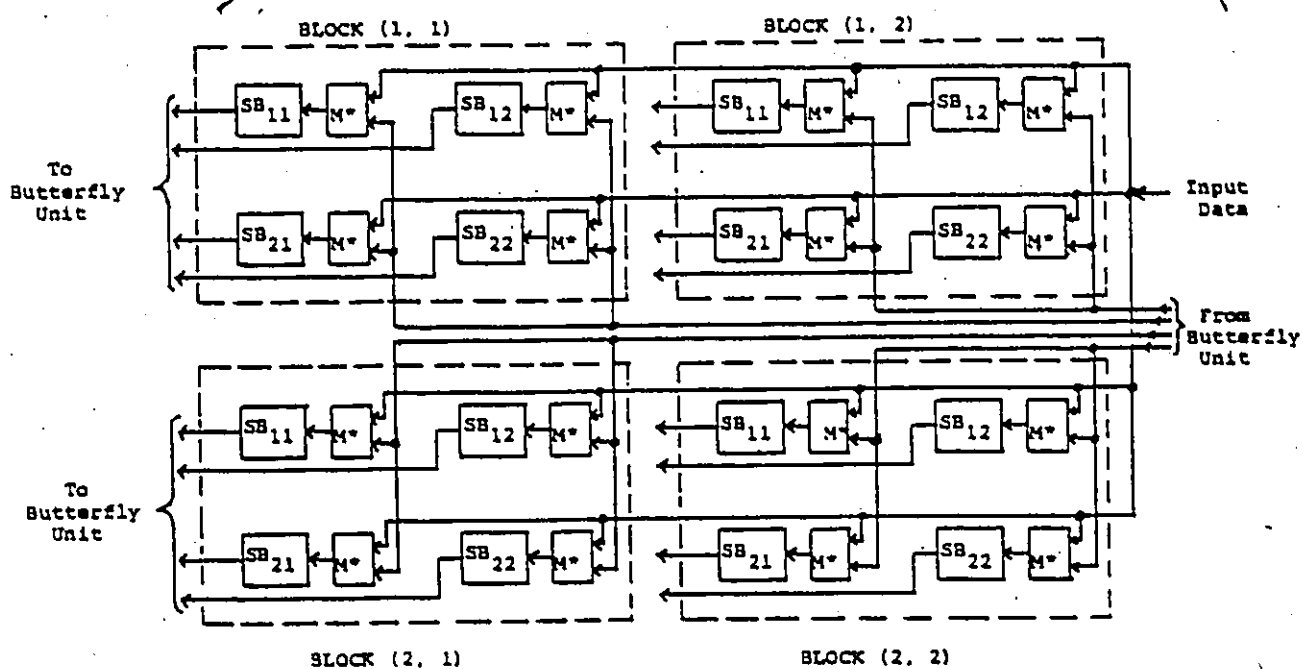 BLOCK (1, 1)
BLOCK (1, 2)
SB11 M* SB12 M* SB11 M* SB12 M*
To
Butterfly
Unit
Input
Data
SB21 M* SB22 M* SB21 M* SB22 M*
From
Butterfly
Unit
SB11 M* SB12 M* SB11 M* SB12 M*
To
Butterfly
Unit
SB21 M* SB22 M* SB21 M* SB22 M*
BLOCK (2, 1)
BLOCK (2, 2)